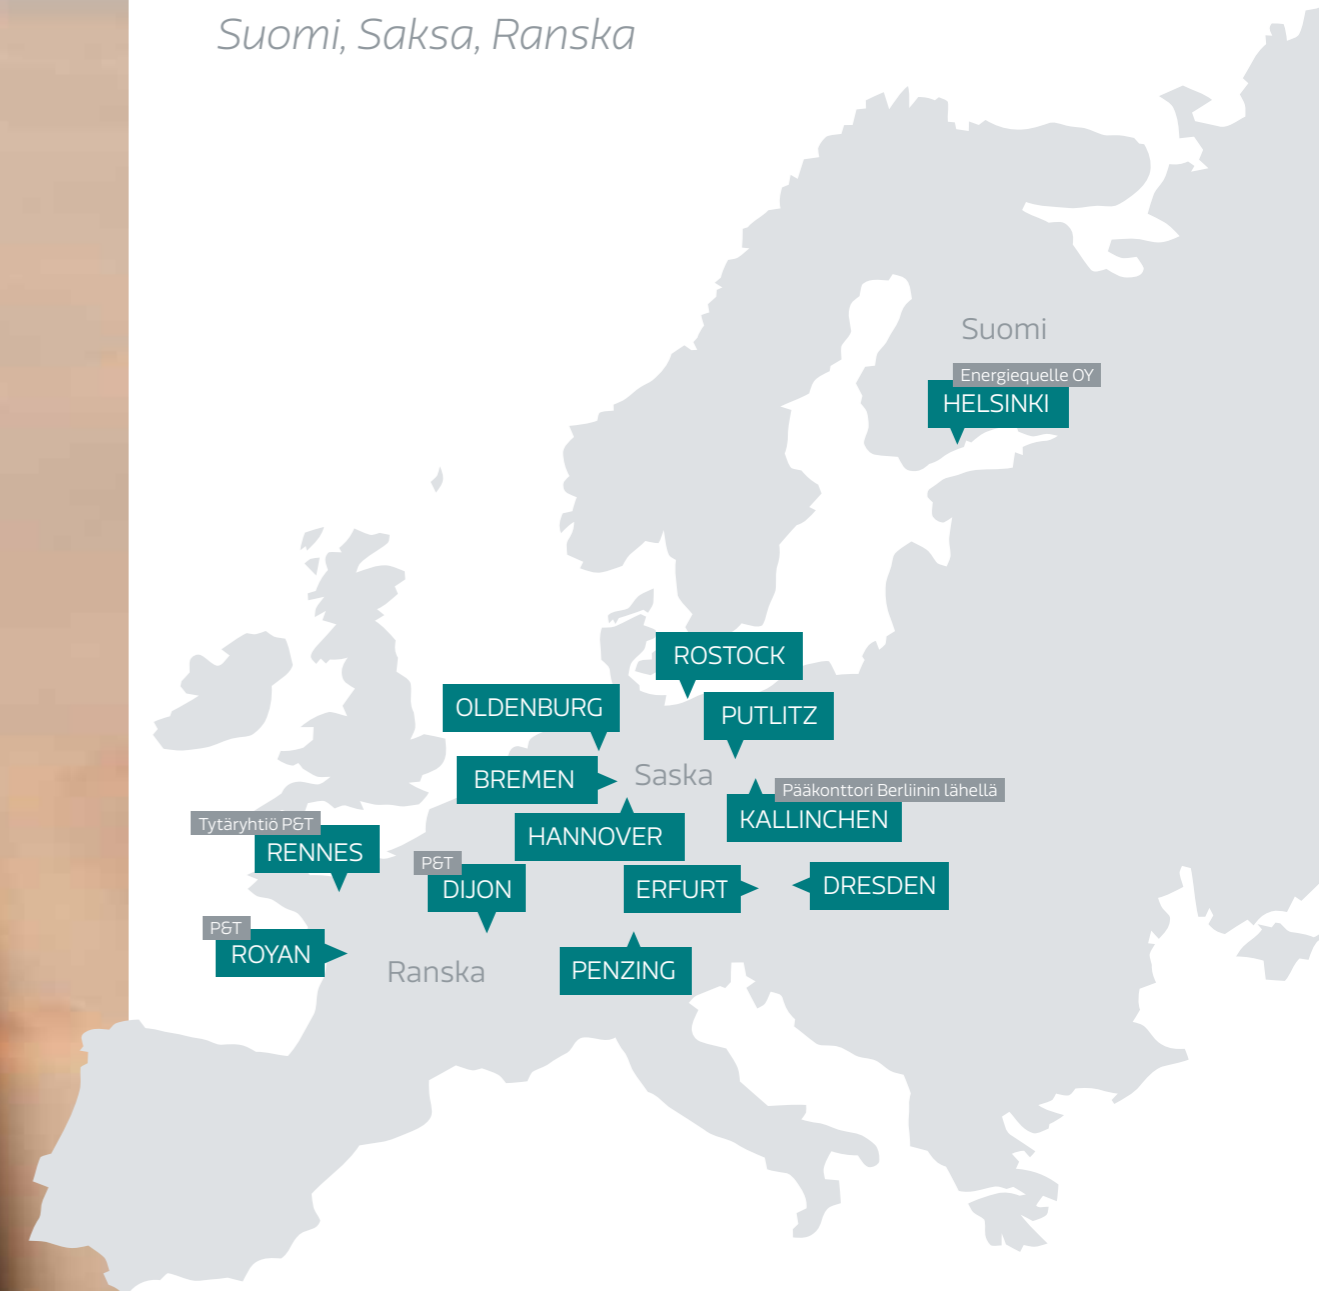 Suomi, Saksa, Ranska
Suomi
Energiequelle OY
HELSINKI
ROSTOCK
OLDENBURG
PUTLITZ
BREMEN
Saska
Pääkonttori Berliinin lähellä
KALLINCHEN
HANNOVER
Tytäryhtiö P&T
RENNES
P&T
DIJON
ERFURT
DRESDEN
P&T
ROYAN
Ranska
PENZING